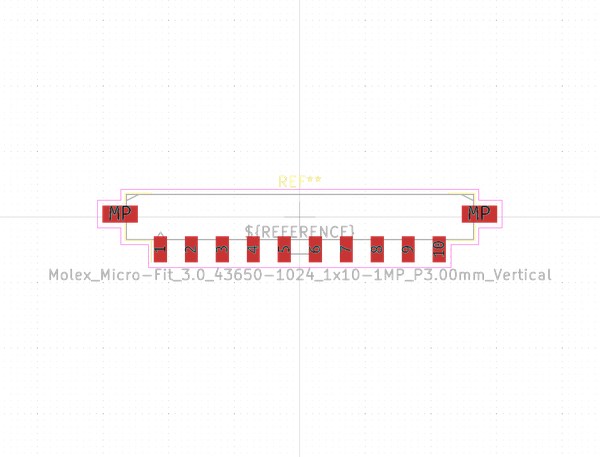 REF**
MP MP
${REFERENCE}
1 2 3 4 5 6 7 8 9 10
Molex_Micro-Fit_3.0_43650-1024_1x10-1MP_P3.00mm_Vertical